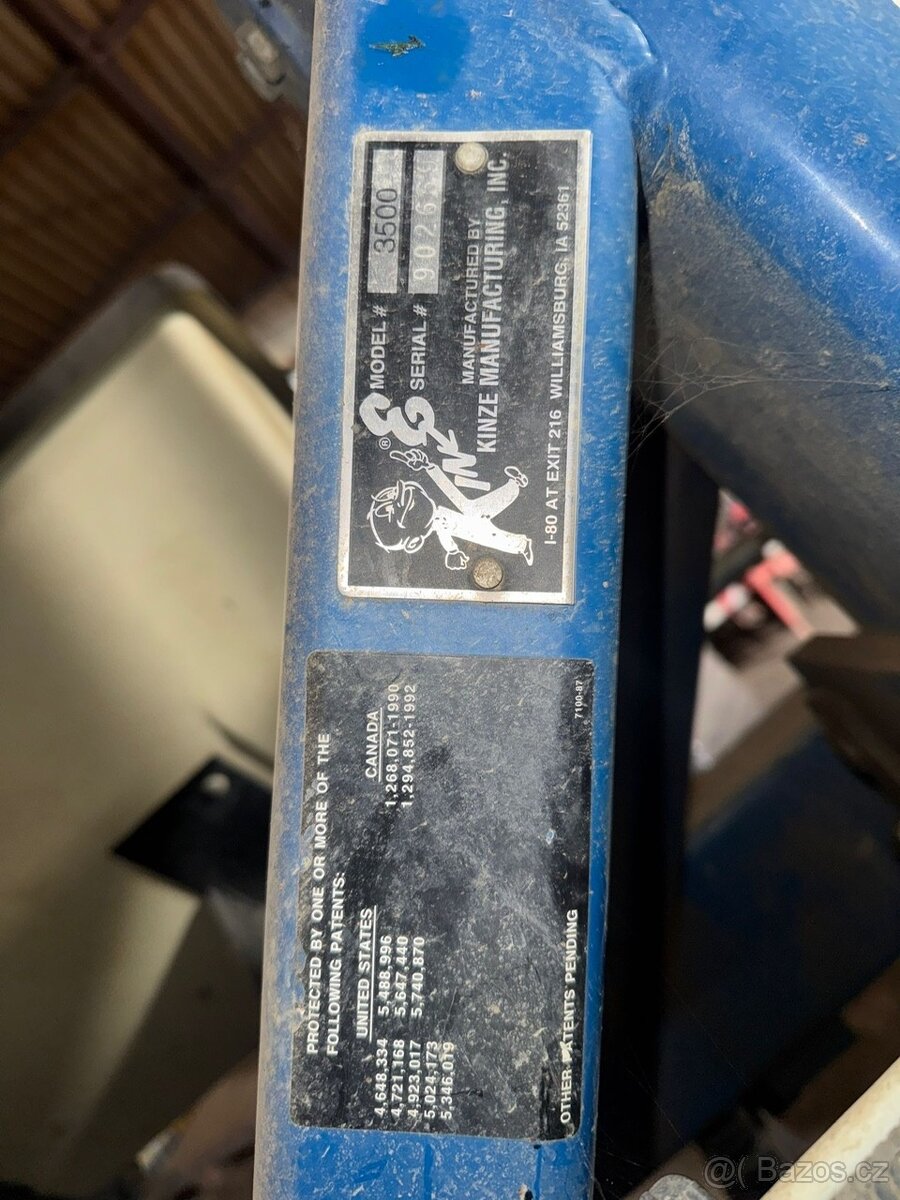 KINZE ®
MODEL # 3500
SERIAL #
MANUFACTURED BY
KINZE MANUFACTURING, INC.
I-80 AT EXIT 216 WILLIAMSBURG, IA 52361
PROTECTED BY ONE OR MORE OF THE
FOLLOWING PATENTS:
UNITED STATES
4,648,334 5,488,996
4,721,168 5,647,440
4,923,017 5,740,870
5,024,173
5,346,019
CANADA
1,268,071-1990
1,294,852-1992
OTHER PATENTS PENDING
7100-87
@( Bazos.cz